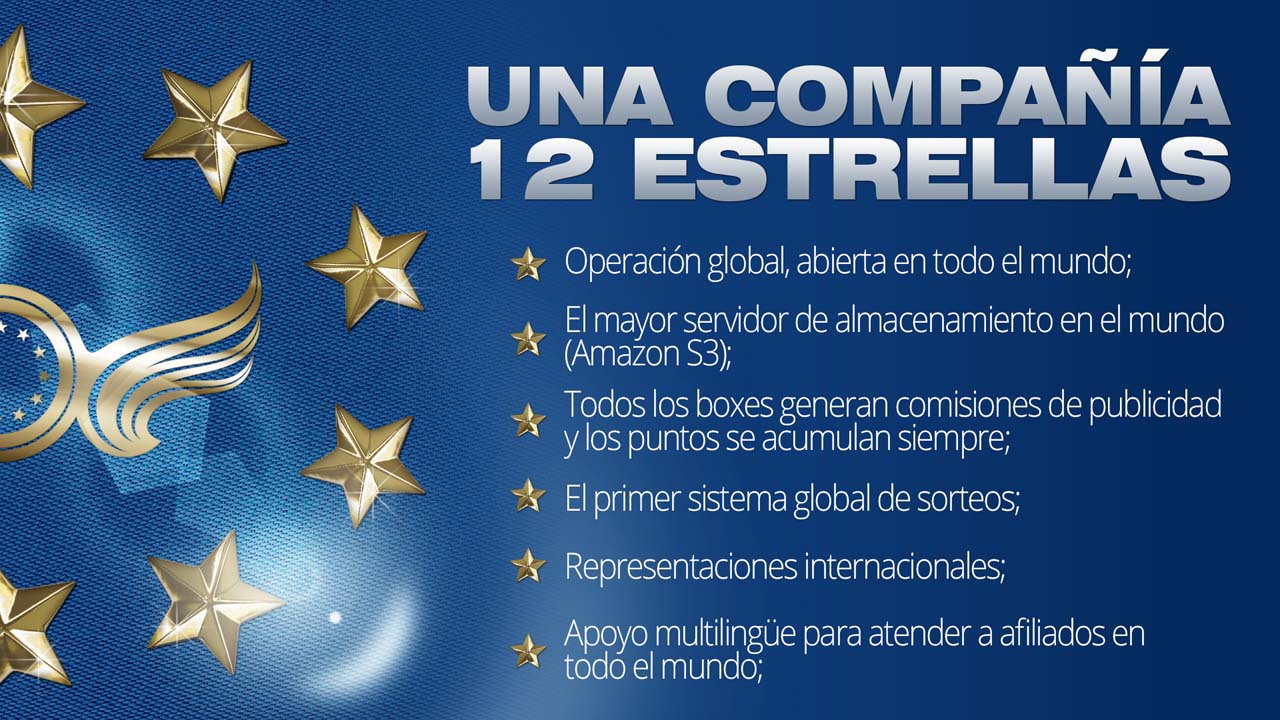 UNA COMPAÑÍA
12 ESTRELLAS
Operación global, abierta en todo el mundo;
El mayor servidor de almacenamiento en el mundo
(Amazon S3);
Todos los boxes generan comisiones de publicidad
y los puntos se acumulan siempre;
El primer sistema global de sorteos;
Representaciones internacionales;
Apoyo multilingüe para atender a afiliados en
todo el mundo;